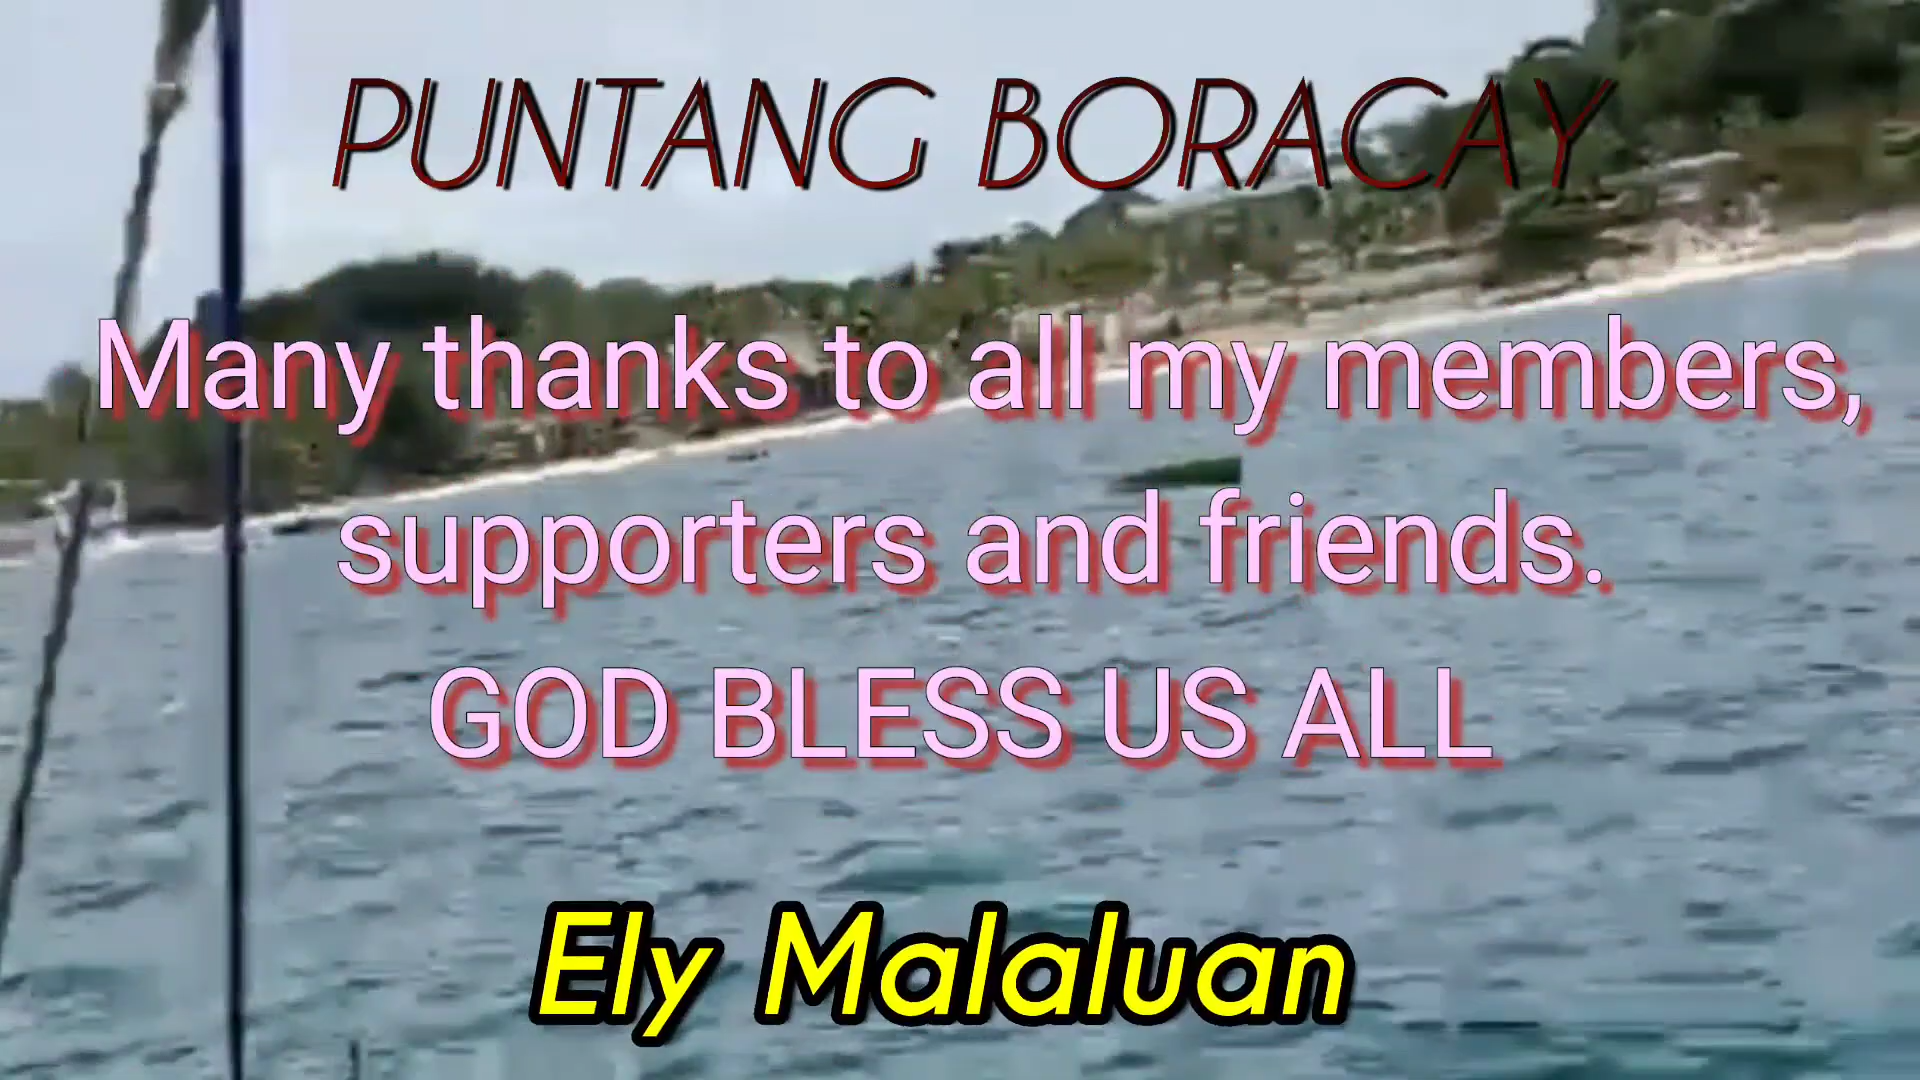 PUNTANG BORACAY
Many thanks to all my members,
supporters and friends.
GOD BLESS US ALL
Ely Malaluan